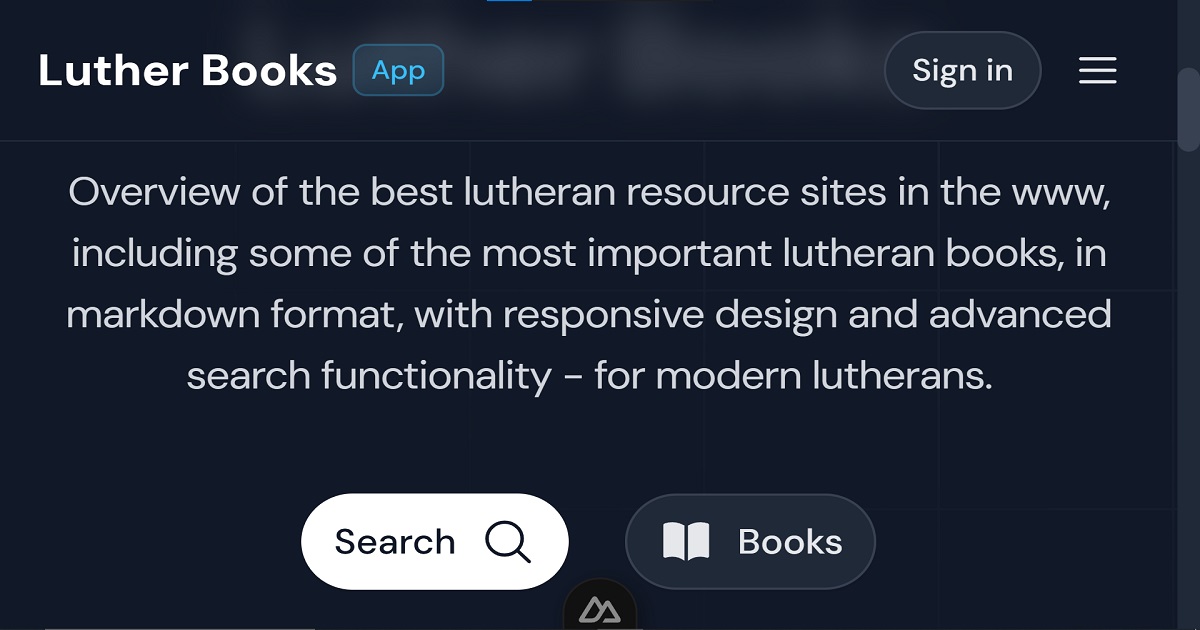 Luther Books App Sign in
Overview of the best lutheran resource sites in the www,
including some of the most important lutheran books, in
markdown format, with responsive design and advanced
search functionality - for modern lutherans.
Search Books